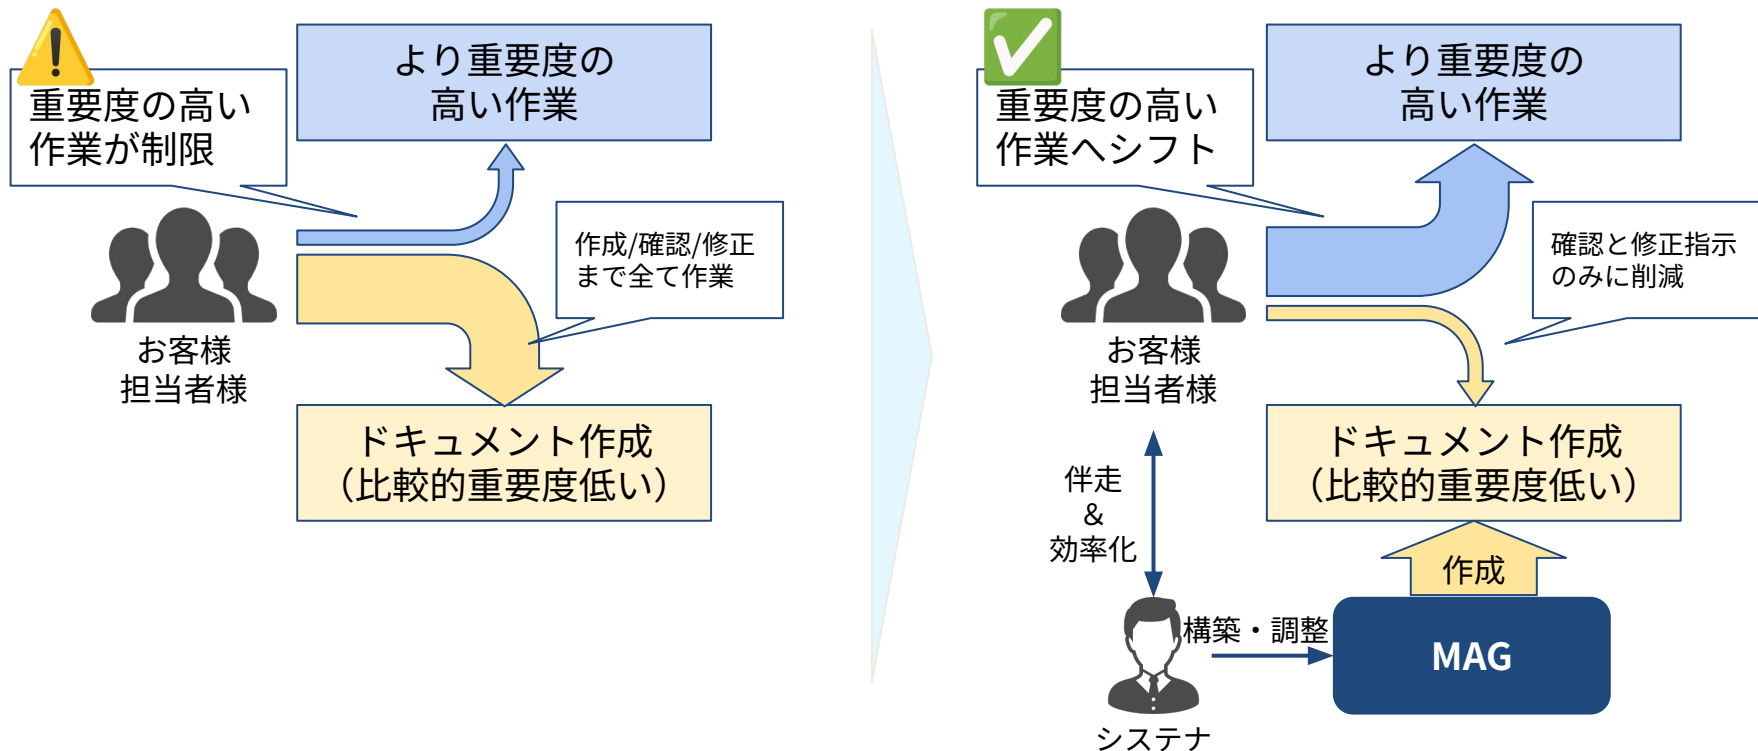 重要度の高い
作業が制限
より重要度の
高い作業
作成/確認/修正
まで全て作業
お客様
担当者様
ドキュメント作成
（比較的重要度低い）
重要度の高い
作業へシフト
より重要度の
高い作業
確認と修正指示
のみに削減
お客様
担当者様
ドキュメント作成
（比較的重要度低い）
伴走
&
効率化
作成
構築・調整
MAG
システナ